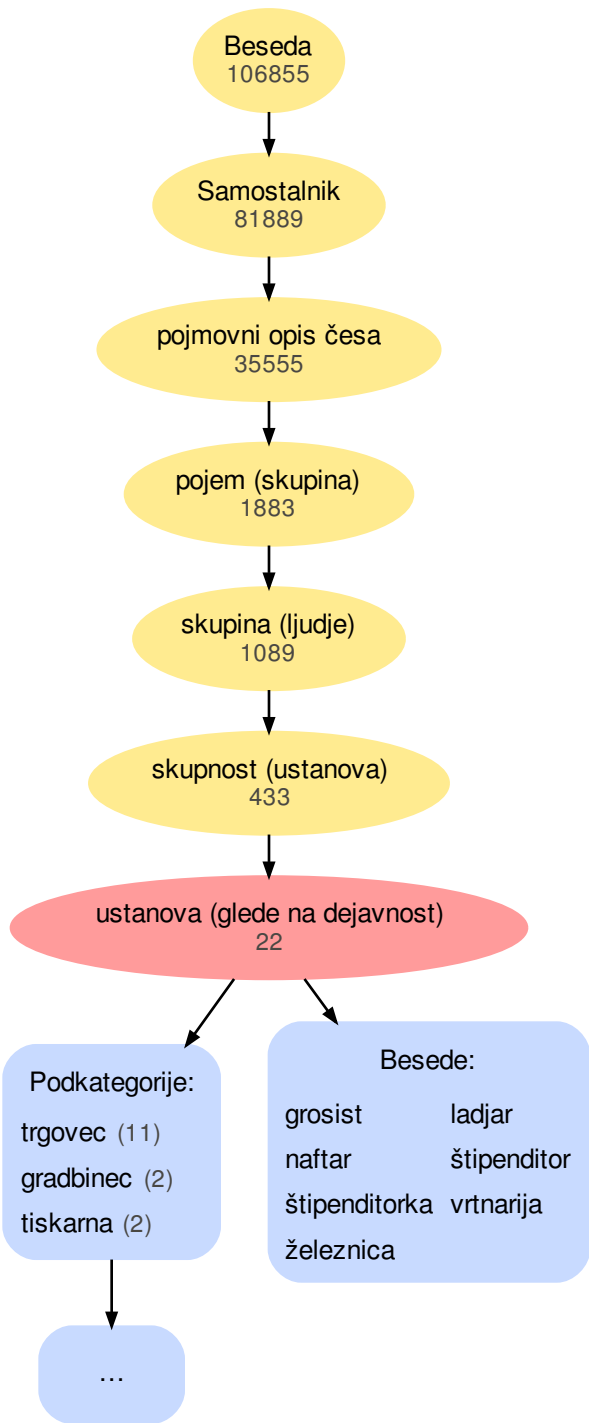 Beseda
106855
Samostalnik
81889
pojmovni opis česa
35555
pojem (skupina)
1883
skupina (ljudje)
1089
skupnost (ustanova)
433
ustanova (glede na dejavnost)
22
Podkategorije:
trgovec (11)
gradbinec (2)
tiskarna (2)
...
Besede:
grosist ladjar
naftar štipenditor
štipenditorka vrtnarija
železnica